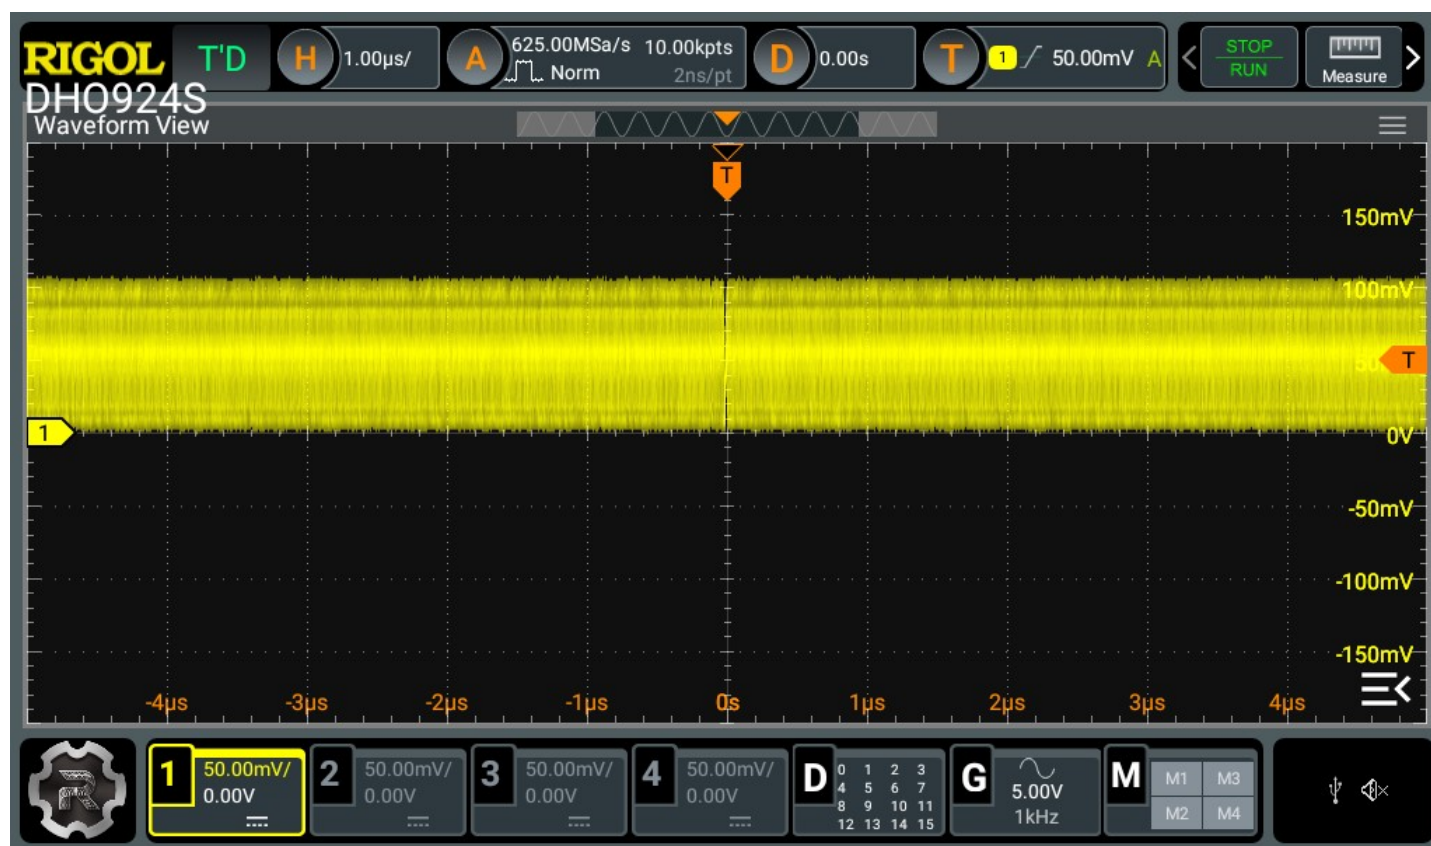 RIGOL T'D H 1.00µs/ A 625.00MSa/s 10.00kpts D 0.00s T 1 50.00mV A STOP
Norm 2ns/pt RUN Measure
DHO924S
Waveform View
T
150mV
100mV
T
1
0V
-50mV
-100mV
-150mV
-4µs -3µs -2µs -1µs 0s 1µs 2µs 3µs 4µs
R 1 50.00mV/ 2 50.00mV/ 3 50.00mV/ 4 50.00mV/ D 0 1 2 3 G M M1 M3
0.00V 0.00V 0.00V 0.00V 4 5 6 7 5.00V
8 9 10 11 1kHz M2 M4
12 13 14 15